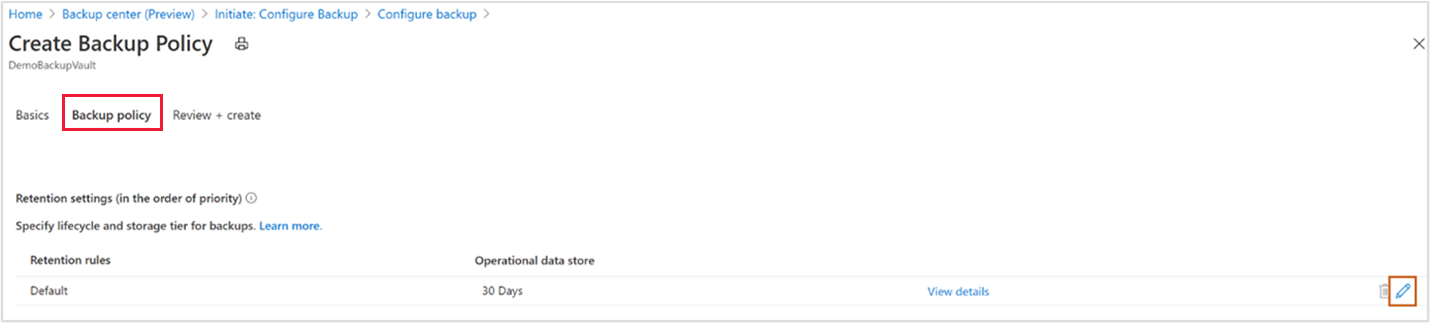 Home > Backup center (Preview) > Initiate: Configure Backup > Configure backup >
Create Backup Policy
DemoBackupVault
Basics Backup policy Review + create
Retention settings (in the order of priority)
Specify lifecycle and storage tier for backups. Learn more.
Retention rules Operational data store
Default 30 Days View details